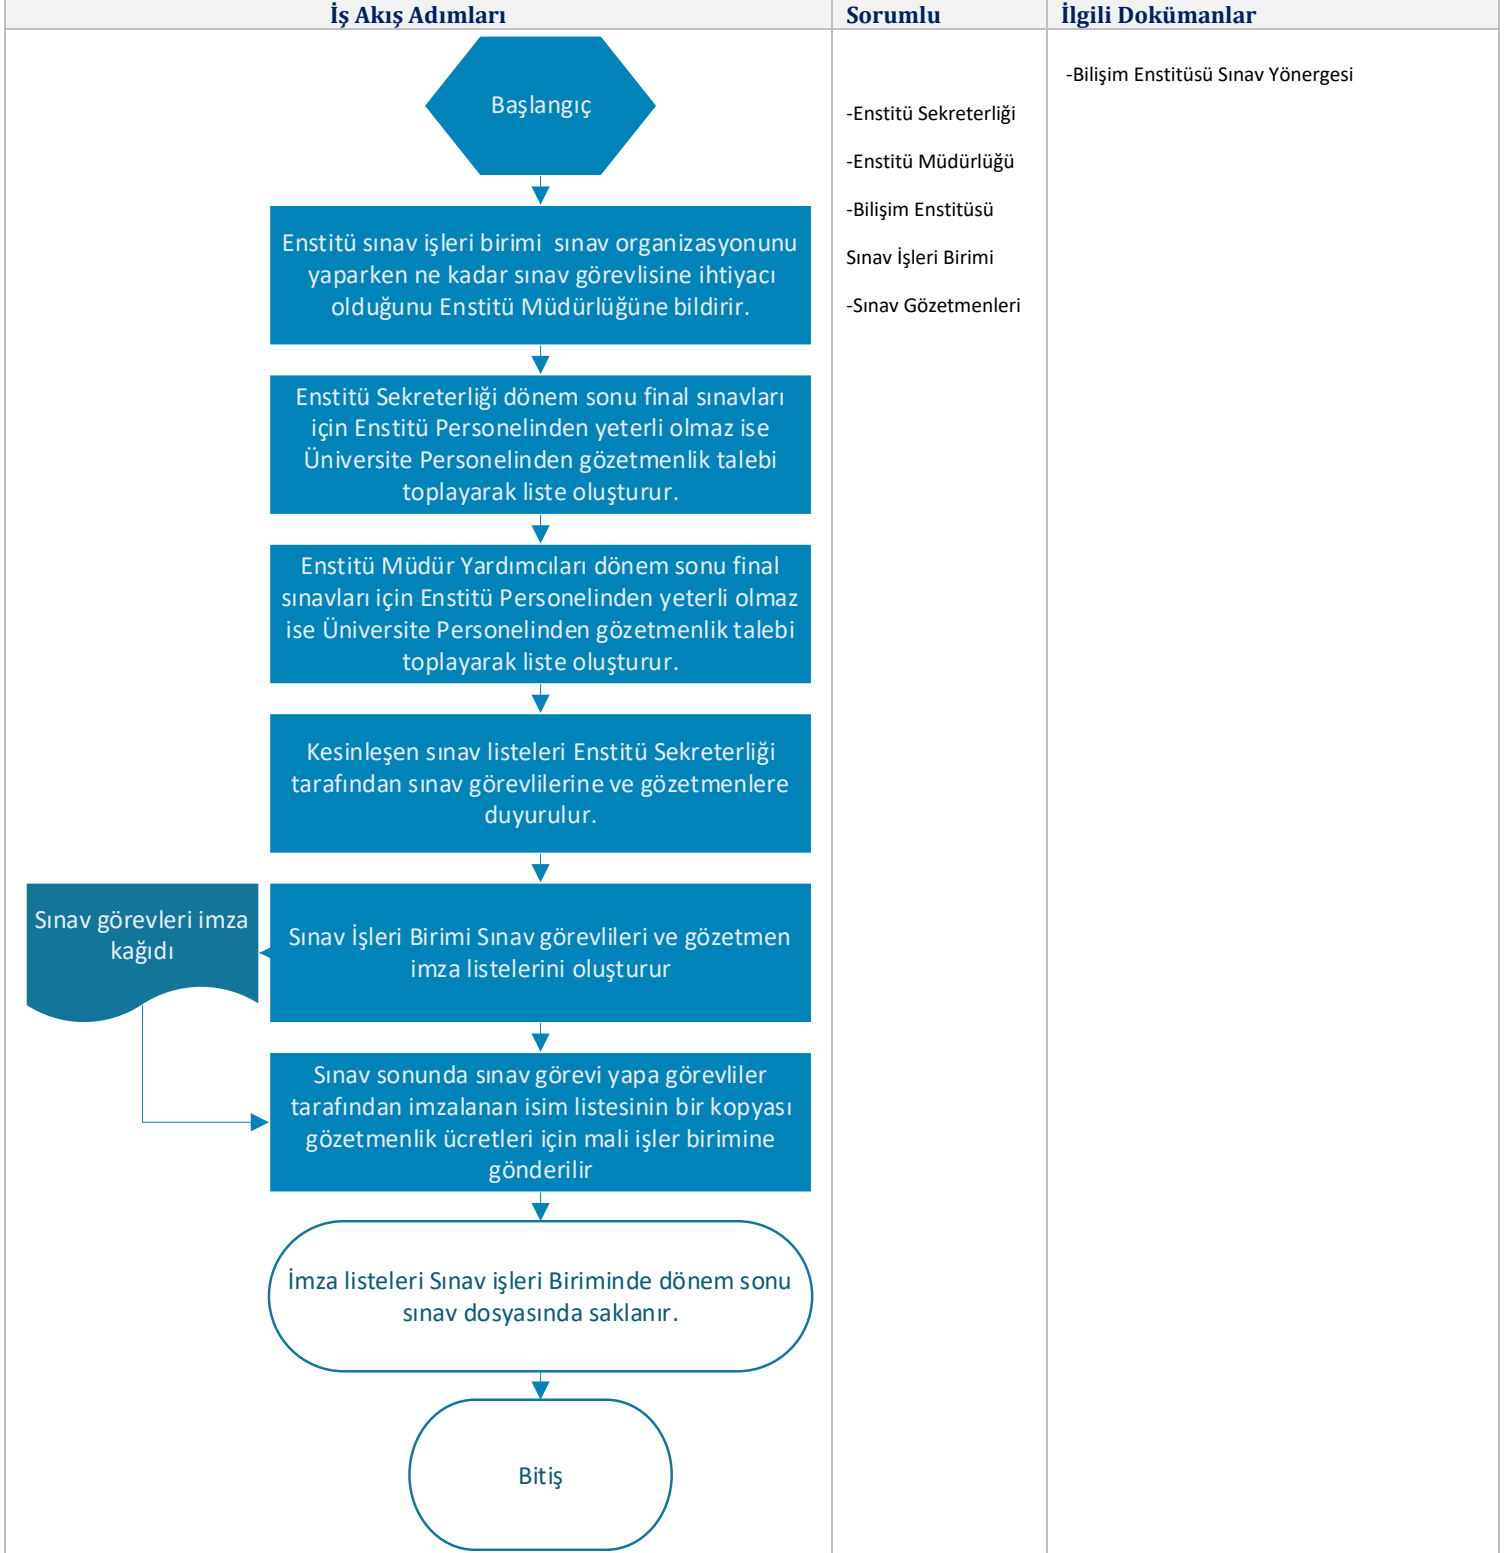 İş Akış Adımları
Sorumlu
İlgili Dokümanlar
Başlangıç
Enstitü sınav işleri birimi  sınav organizasyonunu
yaparken ne kadar sınav görevlisine ihtiyacı
olduğunu Enstitü Müdürlüğüne bildirir.
Enstitü Sekreterliği dönem sonu final sınavları
için Enstitü Personelinden yeterli olmaz ise
Üniversite Personelinden gözetmenlik talebi
toplayarak liste oluşturur.
Enstitü Müdür Yardımcıları dönem sonu final
sınavları için Enstitü Personelinden yeterli olmaz
ise Üniversite Personelinden gözetmenlik talebi
toplayarak liste oluşturur.
Kesinleşen sınav listeleri Enstitü Sekreterliği
tarafından sınav görevlilerine ve gözetmenlere
duyurulur.
Sınav görevleri imza
kağıdı
Sınav İşleri Birimi Sınav görevlileri ve gözetmen
imza listelerini oluşturur
Sınav sonunda sınav görevi yapa görevliler
tarafından imzalanan isim listesinin bir kopyası
gözetmenlik ücretleri için mali işler birimine
gönderilir
İmza listeleri Sınav işleri Biriminde dönem sonu
sınav dosyasında saklanır.
Bitiş
-Enstitü Sekreterliği
-Enstitü Müdürlüğü
-Bilişim Enstitüsü
Sınav İşleri Birimi
-Sınav Gözetmenleri
-Bilişim Enstitüsü Sınav Yönergesi